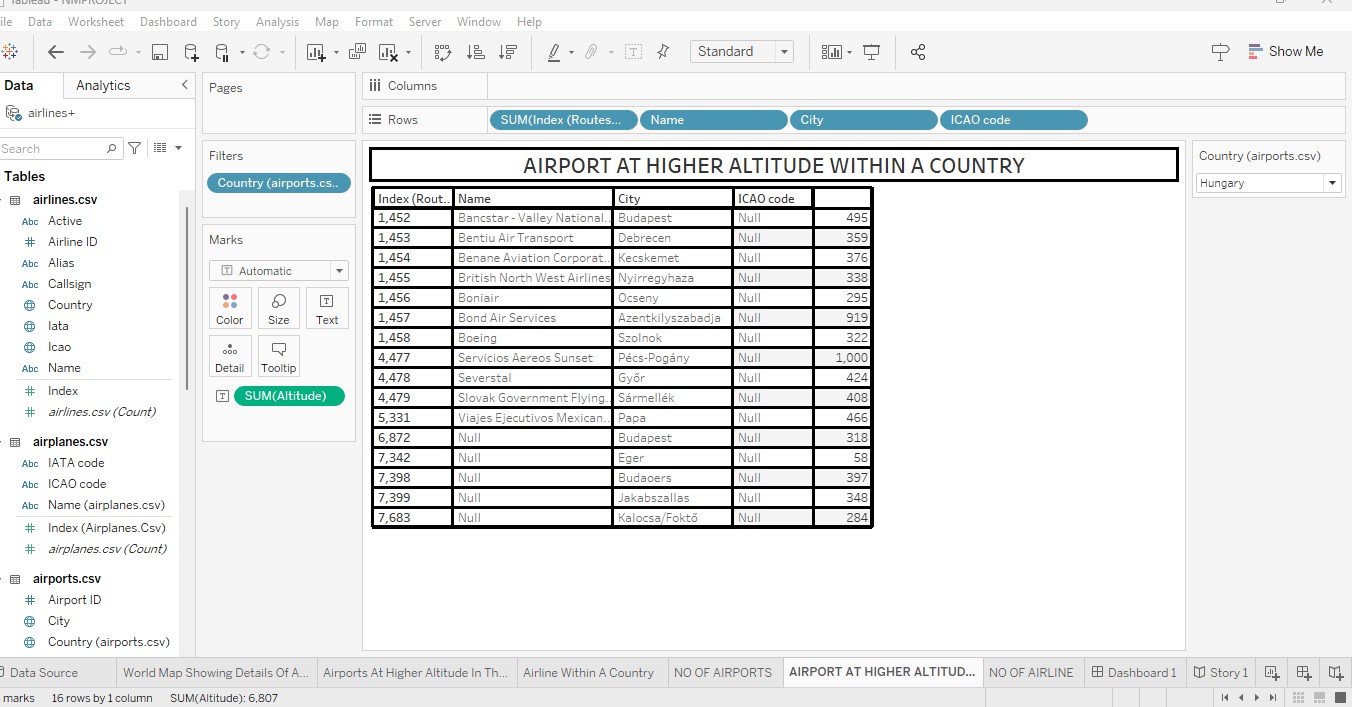 Tableau - NMPROJECT
ile Data Worksheet Dashboard Story Analysis Map Format Server Window Help
Standard
Show Me
Data Analytics
airlines+
Search
Tables
airlines.csv
Abc Active
Airline ID
Abc Alias
Abc Callsign
Country
Iata
Icao
Abc Name
Index
airlines.csv (Count)
airplanes.csv
Abc IATA code
Abc ICAO code
Abc Name (airplanes.csv)
Index (Airplanes.Csv)
airplanes.csv (Count)
airports.csv
Airport ID
City
Country (airports.csv)
Pages
Filters
Country (airports.cs..
Marks
Automatic
Color Size Text
Detail Tooltip
SUM(Altitude)
Columns
Rows SUM(Index (Routes... Name City ICAO code
AIRPORT AT HIGHER ALTITUDE WITHIN A COUNTRY
Index (Rout.. Name City ICAO code
1,452 Bancstar - Valley National.. Budapest Null 495
1,453 Bentiu Air Transport Debrecen Null 359
1,454 Benane Aviation Corporat.. Kecskemet Null 376
1,455 British North West Airlines Nyirregyhaza Null 338
1,456 Boniair Ocseny Null 295
1,457 Bond Air Services Azentkilyszabadja Null 919
1,458 Boeing Szolnok Null 322
4,477 Servicios Aereos Sunset Pécs-Pogány Null 1,000
4,478 Severstal Győr Null 424
4,479 Slovak Government Flying.. Sármellék Null 408
5,331 Viajes Ejecutivos Mexican.. Papa Null 466
6,872 Null Budapest Null 318
7,342 Null Eger Null 58
7,398 Null Budaoers Null 397
7,399 Null Jakabszallas Null 348
7,683 Null Kalocsa/Foktő Null 284
Country (airports.csv)
Hungary
Data Source World Map Showing Details Of A... Airports At Higher Altitude In Th... Airline Within A Country NO OF AIRPORTS AIRPORT AT HIGHER ALTITUD... NO OF AIRLINE Dashboard 1 Story 1
marks 16 rows by 1 column SUM(Altitude): 6,807